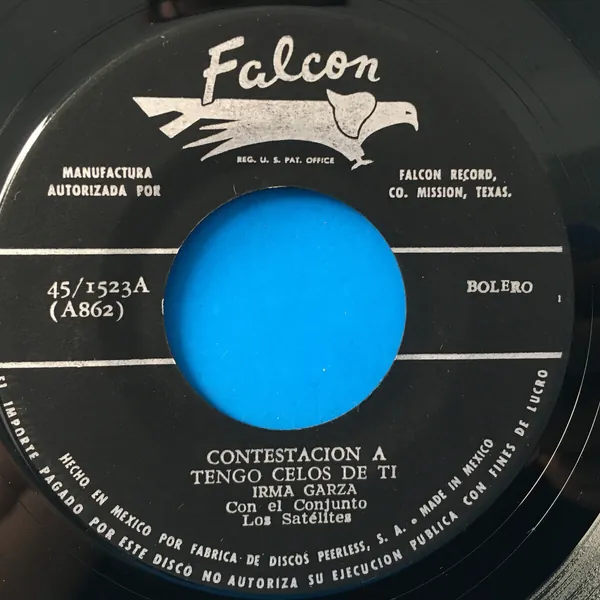 Falcon
REG. U. S. PAT. OFFICE
MANUFACTURA
AUTORIZADA POR
FALCON RECORD,
CO. MISSION, TEXAS.
45/1523A
(A862)
BOLERO
CONTESTACION A
TENGO CELOS DE TI
IRMA GARZA
Con el Conjunto
Los Satélites
HECHO EN MEXICO POR FABRICA DE DISCOS PEERLESS, S. A. • MADE IN MEXICO
EL IMPORTE PAGADO POR ESTE DISCO NO AUTORIZA SU EJECUCION PUBLICA CON FINES DE LUCRO